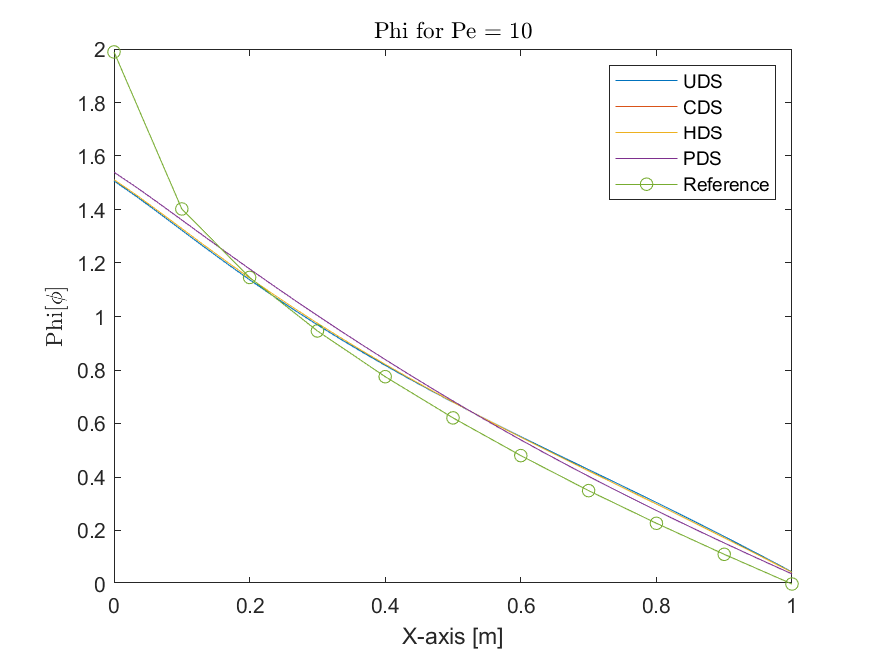 Phi for Pe = 10
2
1.8
1.6
1.4
1.2
1
0.8
0.6
0.4
0.2
0
Phi[ϕ]
UDS
CDS
HDS
PDS
Reference
0 0.2 0.4 0.6 0.8 1
X-axis [m]